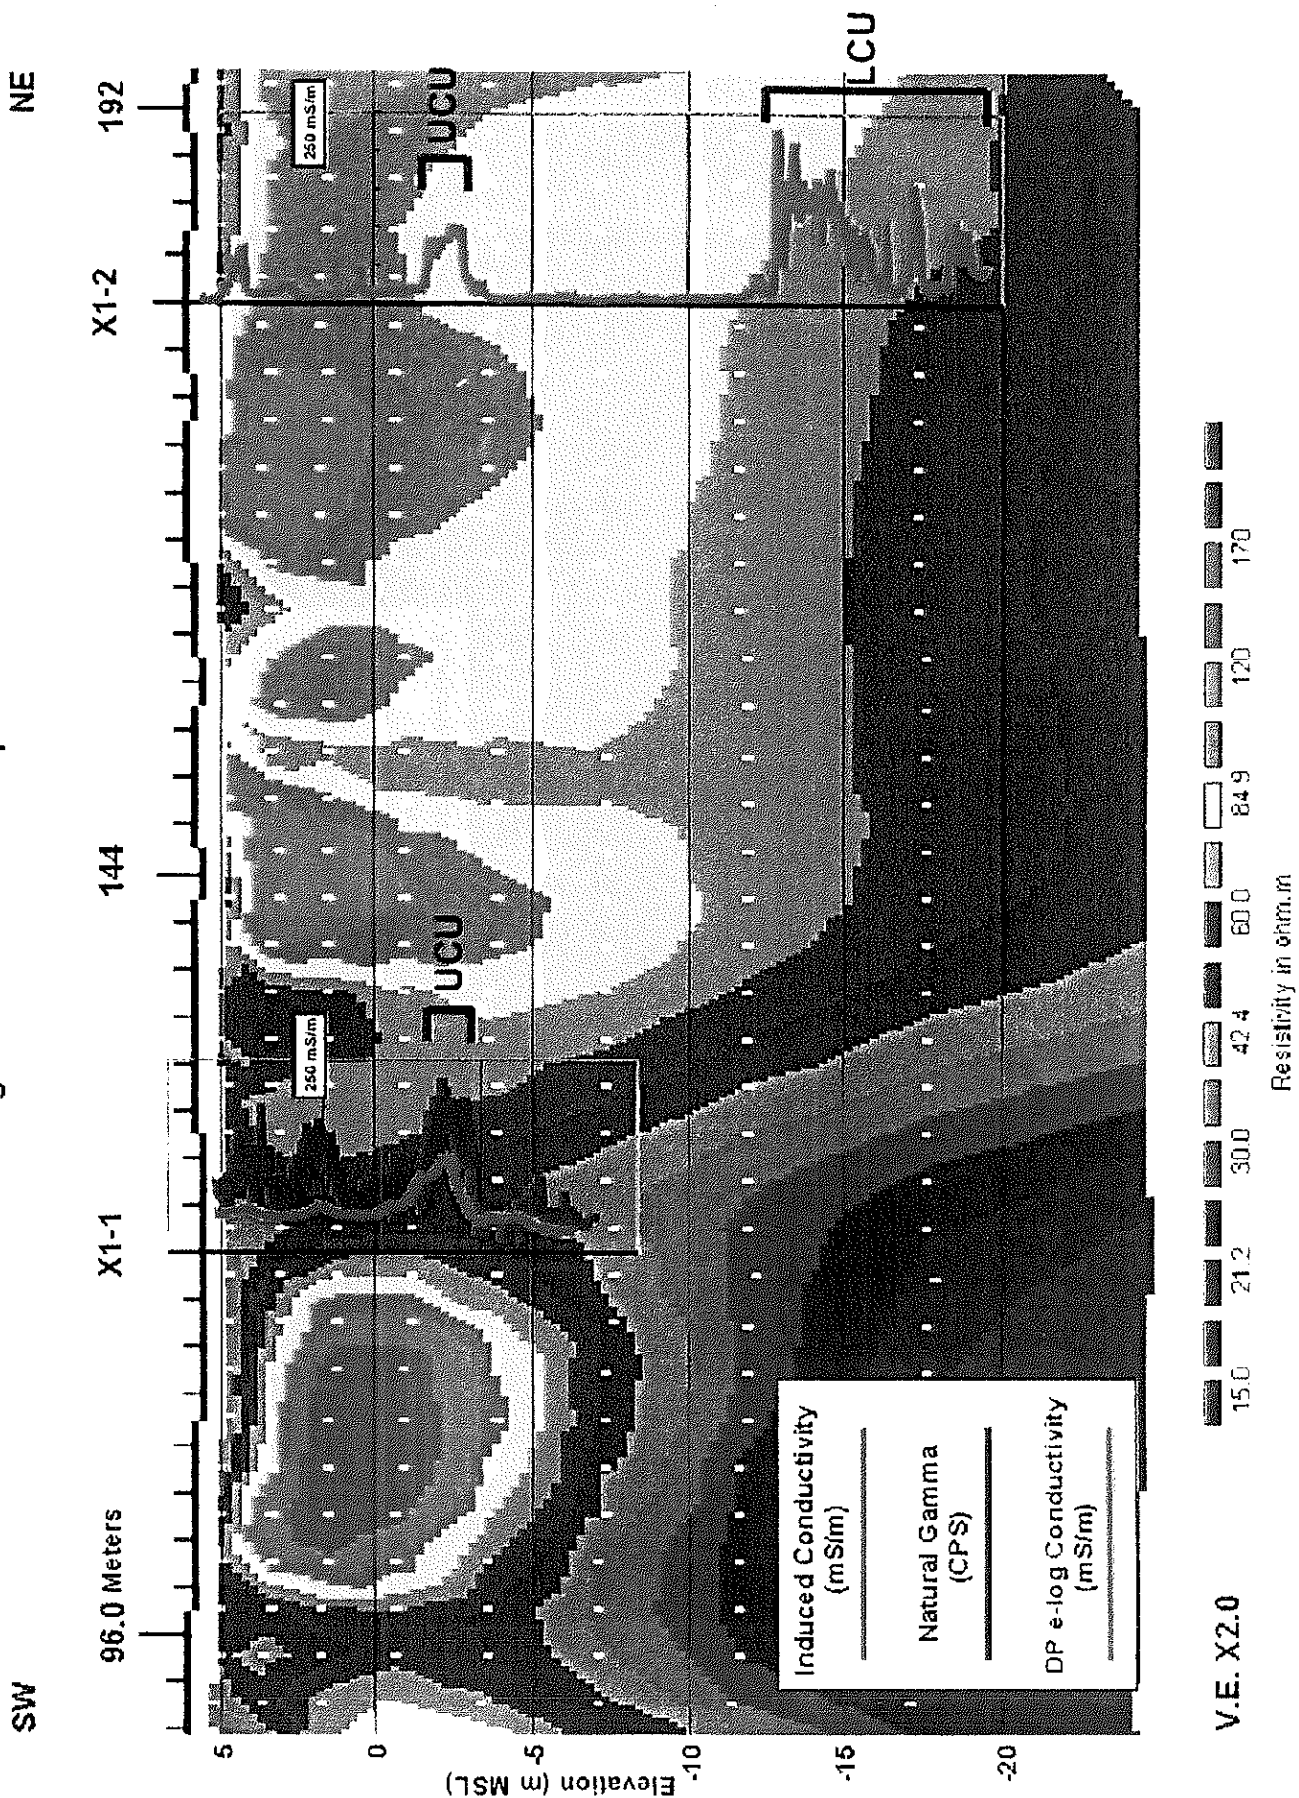 SW
NE
96.0 Meters
X1-1
144
X1-2
192
250 mS/m
250 mS/m
UCU
UCU
LCU
Elevation (m MSL)
5
0
-5
-10
-15
-20
Induced Conductivity
(mS/m)
Natural Gamma
(CPS)
DP e-log Conductivity
(mS/m)
V.E. X2.0
15.0
21.2
30.0
42.4
60.0
84.9
120
170
Resistivity in ohm.m